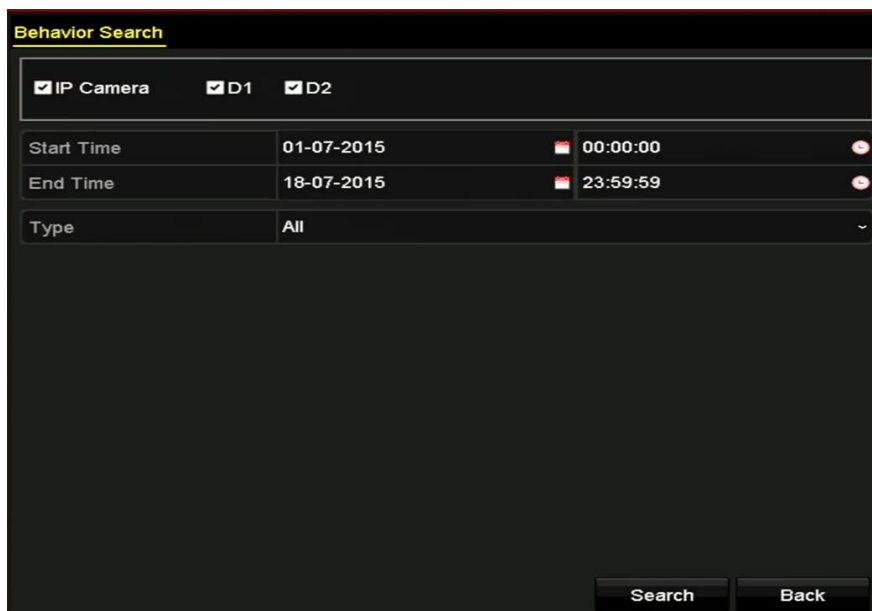 Behavior Search
IP Camera D1 D2
Start Time 01-07-2015 00:00:00
End Time 18-07-2015 23:59:59
Type All
Search Back